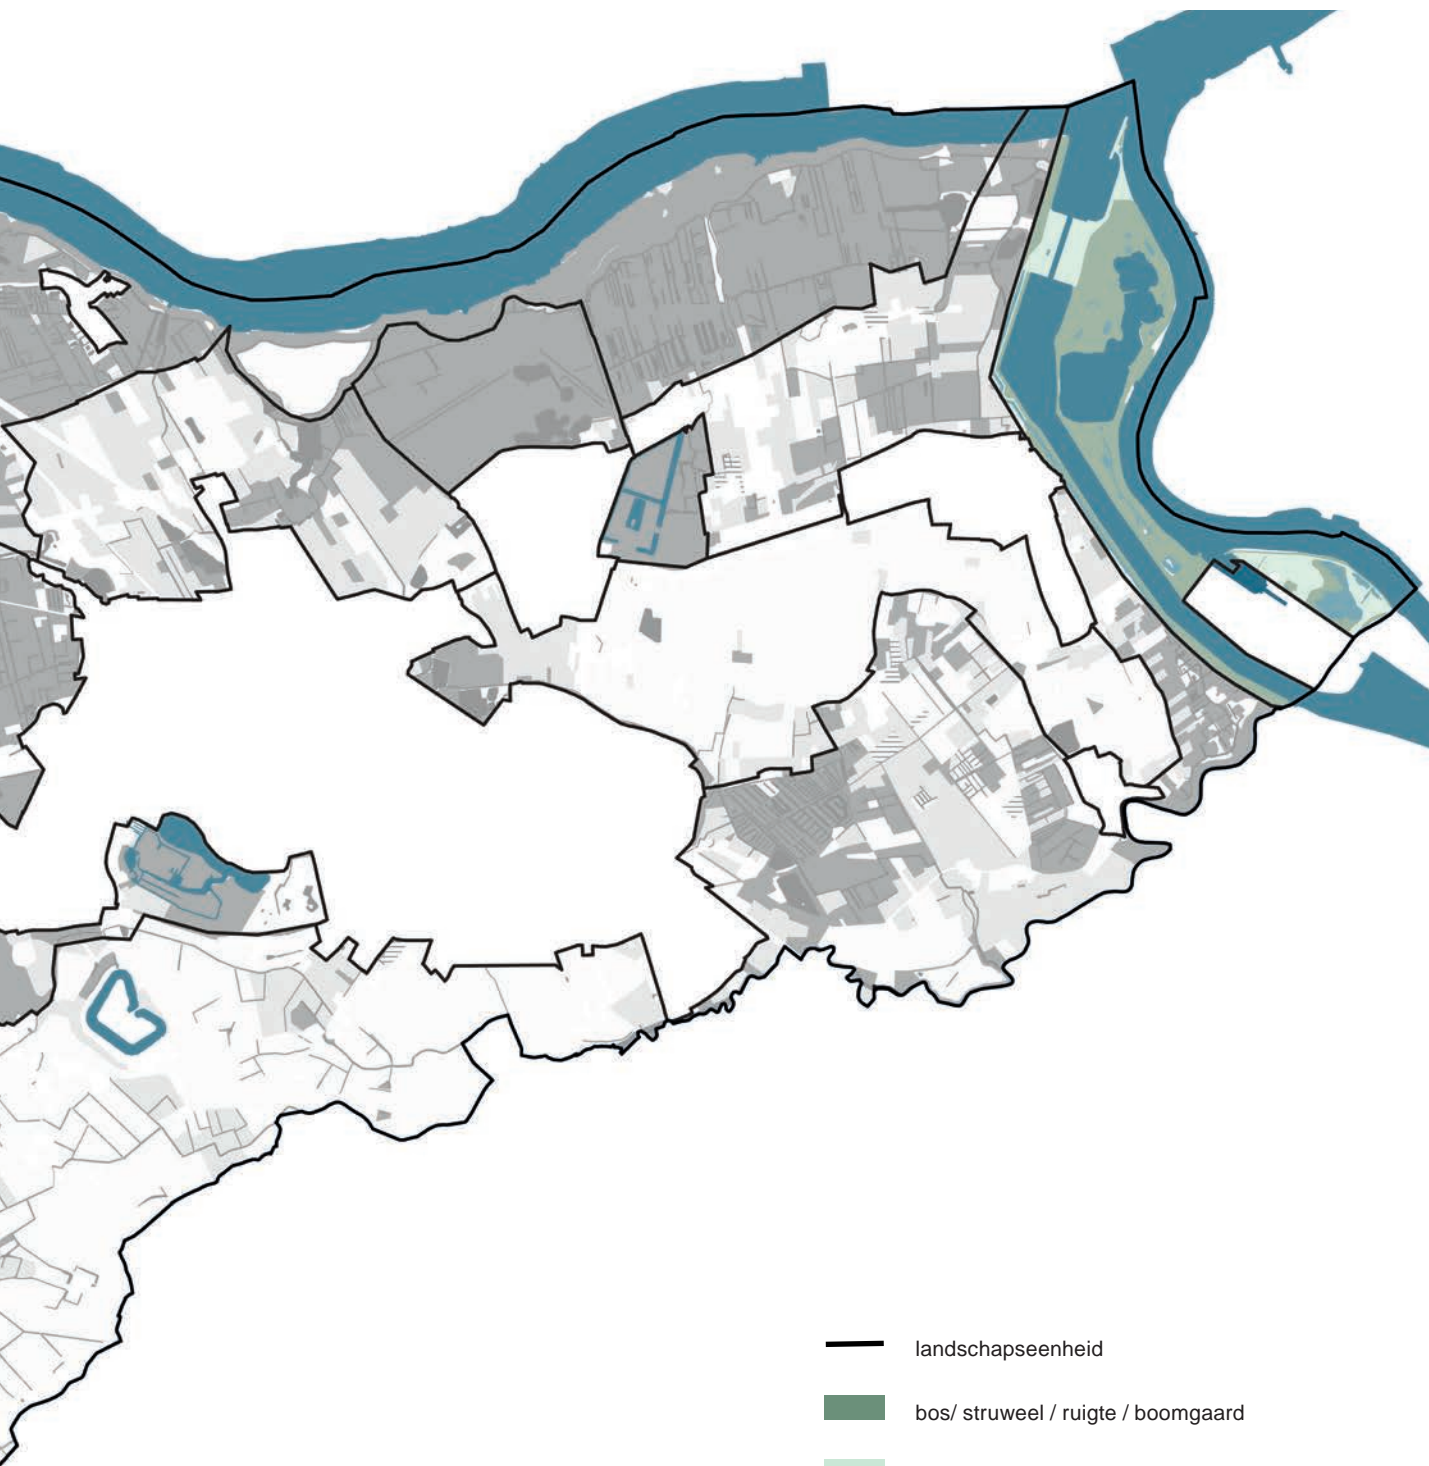 landschapseenheid
bos/ struweel / ruigte / boomgaard